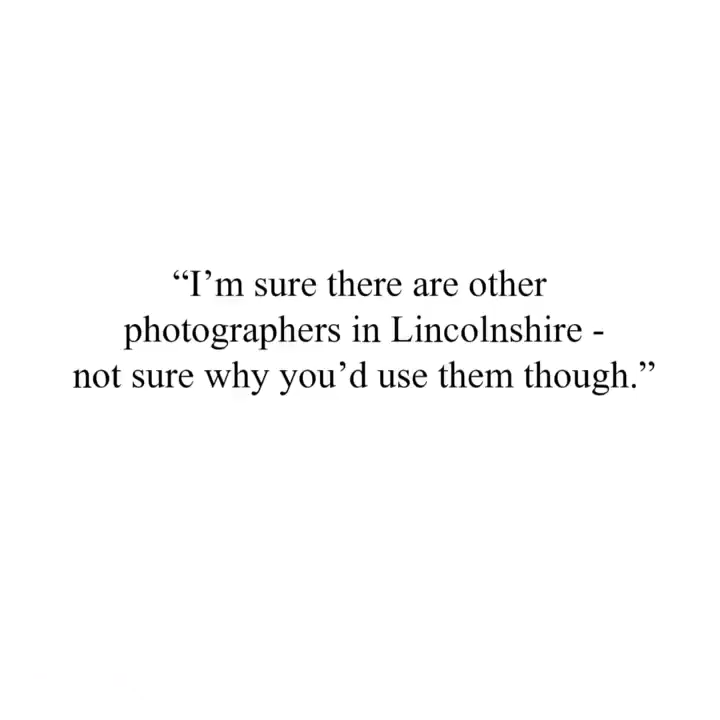 “I’m sure there are other
photographers in Lincolnshire -
not sure why you’d use them though.”